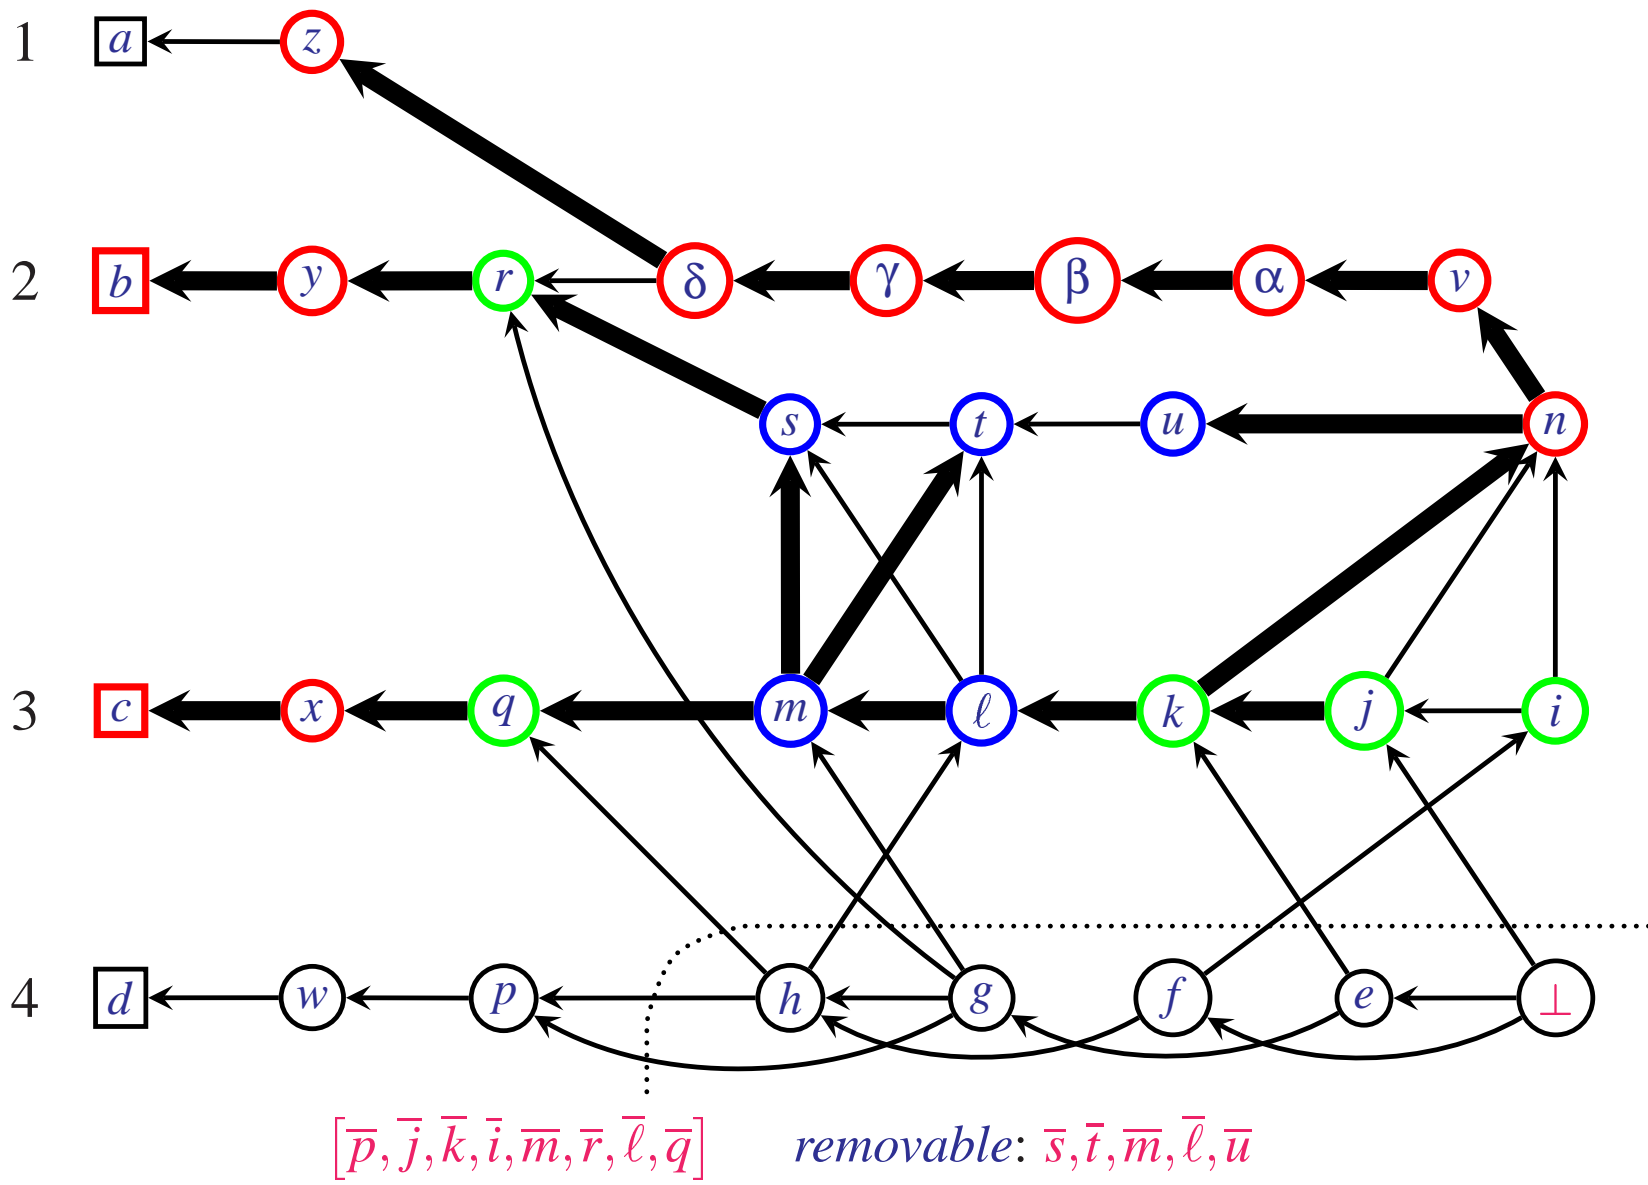 1 a z
2 b y r δ γ β α v
s t u n
3 c x q m ℓ k j i
4 d w p h g f e ⊥
[p̅, j̅, k̅, i̅, m̅, r̅, ℓ̅, q̅] removable: s̅, t̅, m̅, ℓ̅, u̅